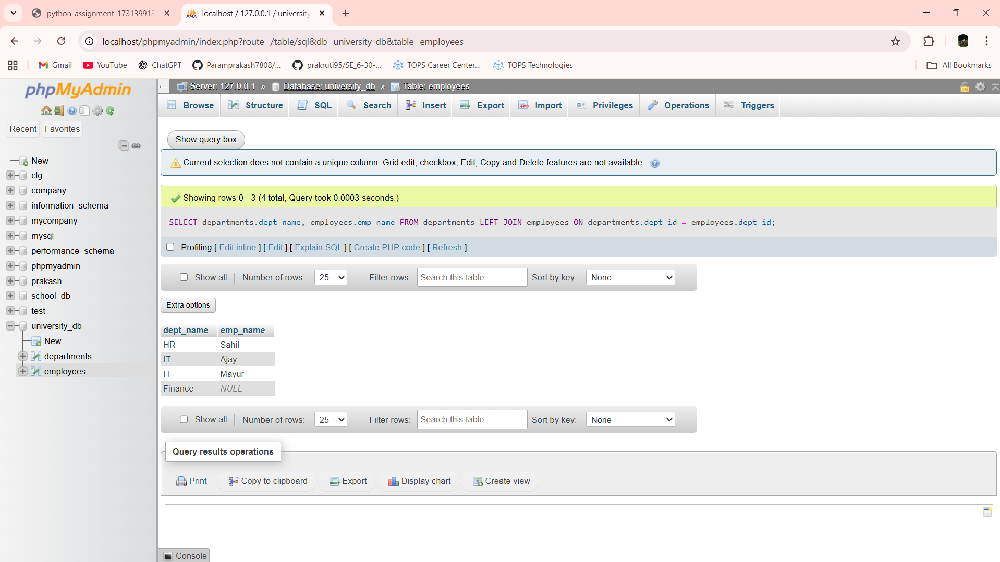 python_assignment_173139913
localhost / 127.0.0.1 / university
localhost/phpmyadmin/index.php?route=/table/sql&db=university_db&table=employees
Gmail
YouTube
ChatGPT
Paramprakash7808/...
prakruti95/SE_6-30-...
TOPS Career Center...
TOPS Technologies
All Bookmarks
phpMyAdmin
Recent
Favorites
New
clg
company
information_schema
mycompany
mysql
performance_schema
phpmyadmin
prakash
school_db
test
university_db
New
departments
employees
Server: 127.0.0.1 » Database: university_db » Table: employees
Browse Structure SQL Search Insert Export Import Privileges Operations Triggers
Show query box
Current selection does not contain a unique column. Grid edit, checkbox, Edit, Copy and Delete features are not available.
Showing rows 0 - 3 (4 total, Query took 0.0003 seconds.)
SELECT departments.dept_name, employees.emp_name FROM departments LEFT JOIN employees ON departments.dept_id = employees.dept_id;
Profiling [ Edit inline ] [ Edit ] [ Explain SQL ] [ Create PHP code ] [ Refresh ]
Show all Number of rows: 25 Filter rows: Search this table Sort by key: None
Extra options
dept_name emp_name
HR Sahil
IT Ajay
IT Mayur
Finance NULL
Show all Number of rows: 25 Filter rows: Search this table Sort by key: None
Query results operations
Print Copy to clipboard Export Display chart Create view
Console